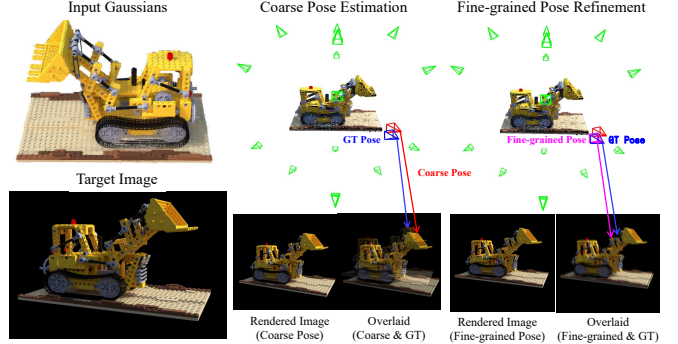 Input Gaussians
Coarse Pose Estimation
Fine-grained Pose Refinement
GT Pose
Coarse Pose
Fine-grained Pose
GT Pose
Target Image
Rendered Image
(Coarse Pose)
Overlaid
(Coarse & GT)
Rendered Image
(Fine-grained Pose)
Overlaid
(Fine-grained & GT)